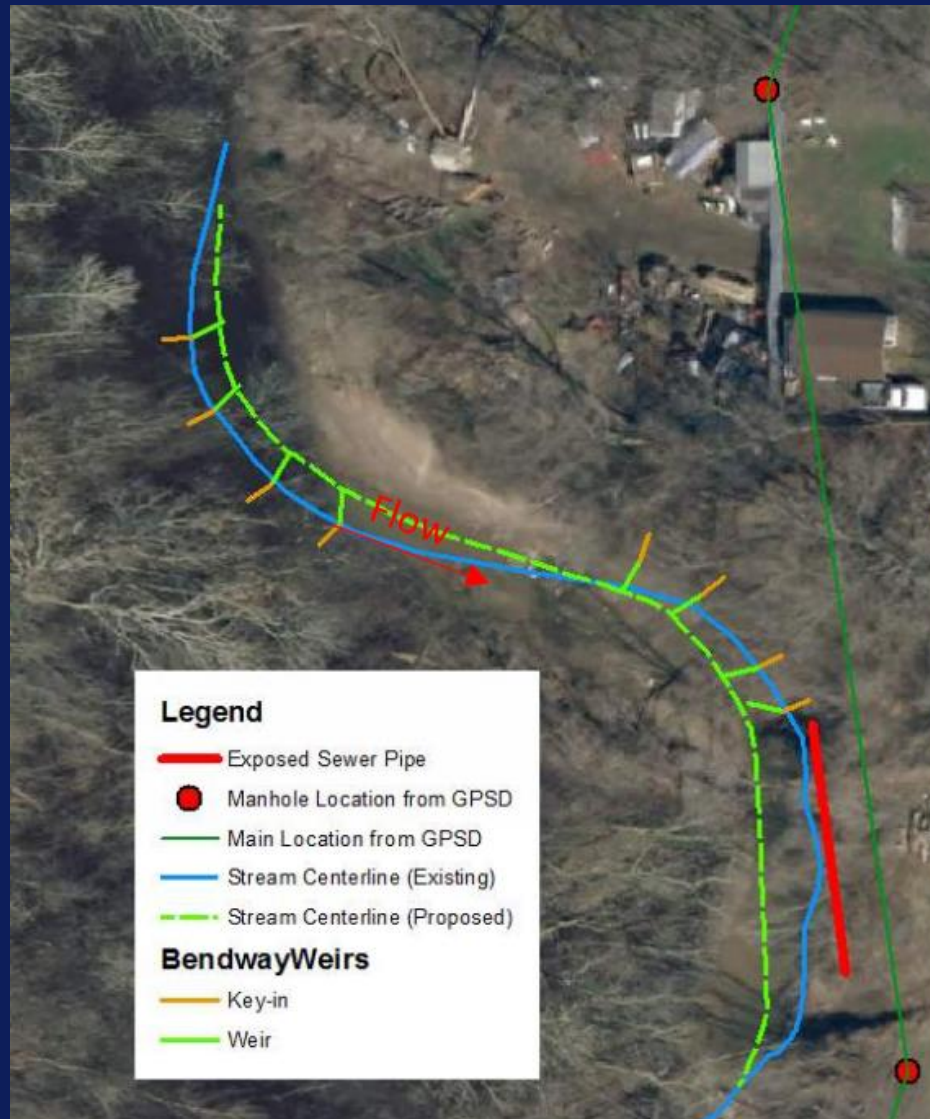 Flow
Legend
Exposed Sewer Pipe
Manhole Location from GPSD
Main Location from GPSD
Stream Centerline (Existing)
Stream Centerline (Proposed)
BendwayWeirs
Key-in
Weir